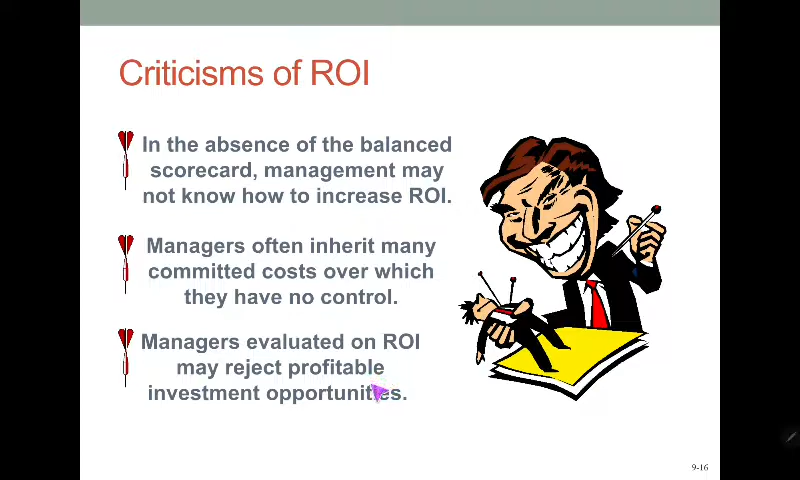 Criticisms of ROI
In the absence of the balanced
scorecard, management may
not know how to increase ROI.
Managers often inherit many
committed costs over which
they have no control.
Managers evaluated on ROI
may reject profitable
investment opportunities.
9-16